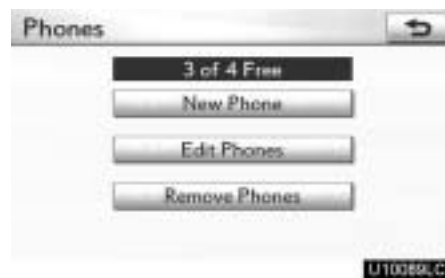 Phones
3 of 4 Free
New Phone
Edit Phones
Remove Phones
U10089LC